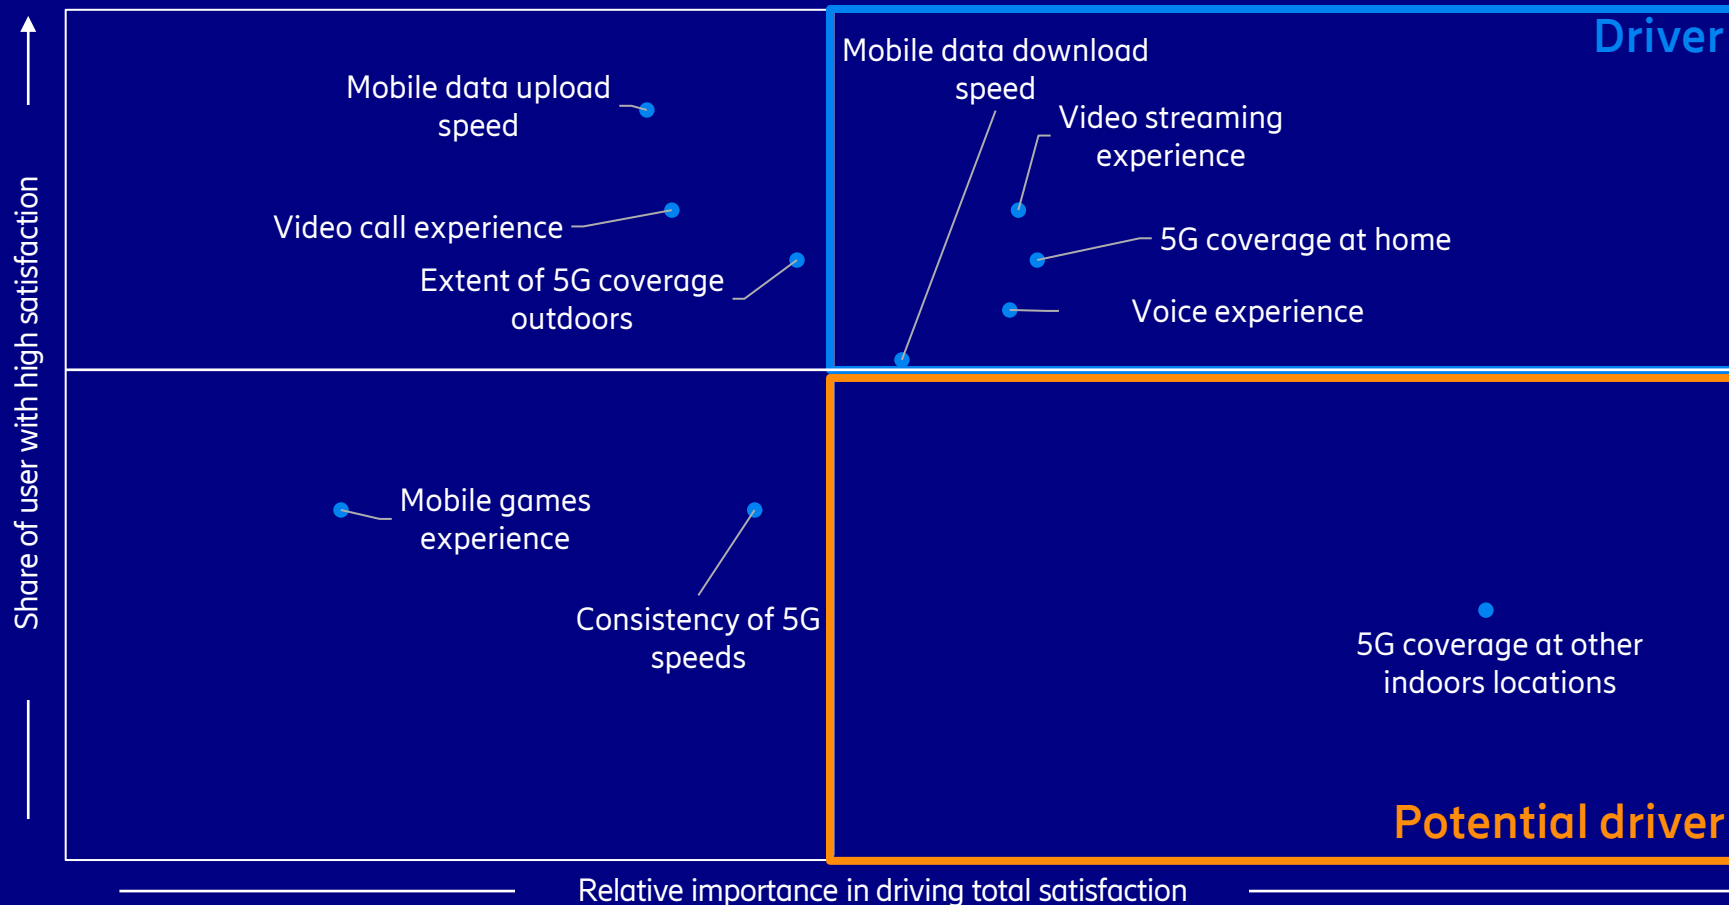 Driver
Mobile data download
speed
Mobile data upload
speed
Video streaming
experience
Video call experience
5G coverage at home
Extent of 5G coverage
outdoors
Voice experience
Share of user with high satisfaction
Mobile games
experience
Consistency of 5G
speeds
5G coverage at other
indoors locations
Potential driver
Relative importance in driving total satisfaction